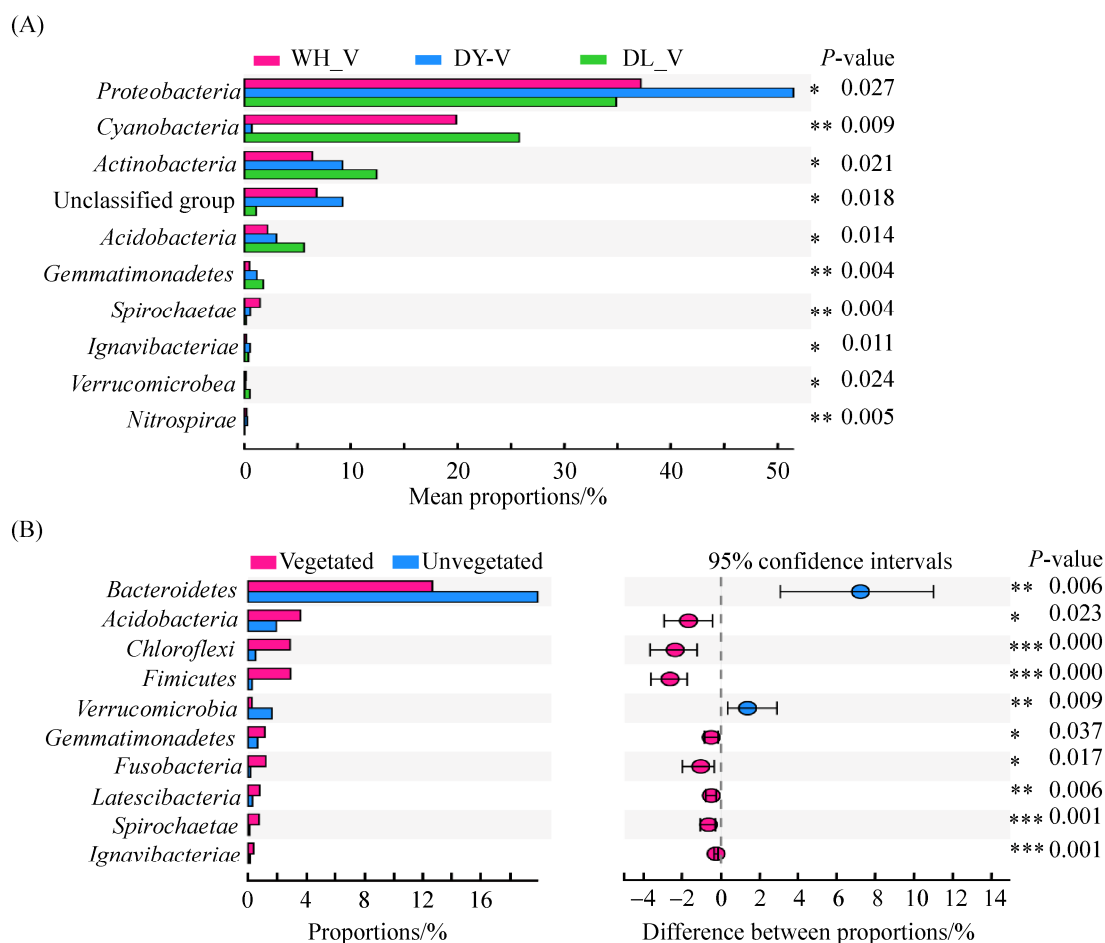 (A)
WH_V DY-V DL_V P-value
Proteobacteria * 0.027
Cyanobacteria ** 0.009
Actinobacteria * 0.021
Unclassified group * 0.018
Acidobacteria * 0.014
Gemmatimonadetes ** 0.004
Spirochaetae ** 0.004
Ignavibacteriae * 0.011
Verrucomicrobea * 0.024
Nitrospirae ** 0.005
0 10 20 30 40 50
Mean proportions/%
(B)
Vegetated Unvegetated 95% confidence intervals P-value
Bacteroidetes ** 0.006
Acidobacteria * 0.023
Chloroflexi *** 0.000
Fimicutes *** 0.000
Verrucomicrobia ** 0.009
Gemmatimonadetes * 0.037
Fusobacteria * 0.017
Latescibacteria ** 0.006
Spirochaetae *** 0.001
Ignavibacteriae *** 0.001
0 4 8 12 16 −4 −2 0 2 4 6 8 10 12 14
Proportions/% Difference between proportions/%